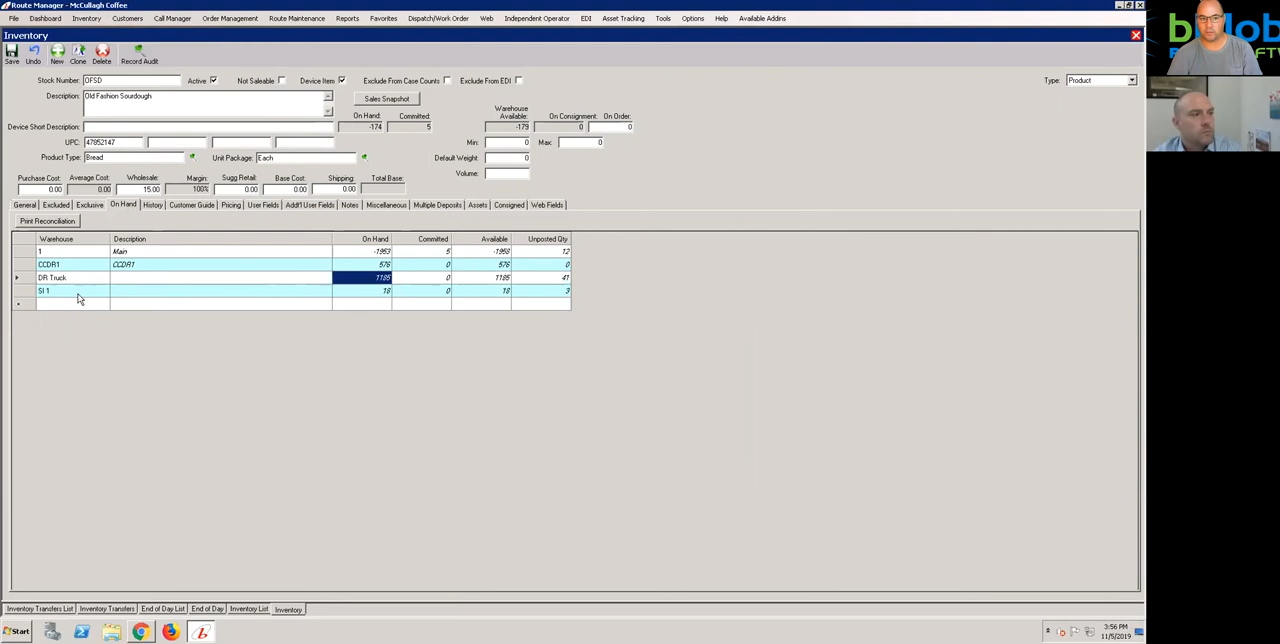 Route Manager - McCullagh Coffee
File Dashboard Inventory Customers Call Manager Order Management Route Maintenance Reports Favorites Dispatch/Work Order Web Independent Operator EDI Asset Tracking Tools Options Help Available Addins
Inventory
Save Undo New Clone Delete Record Audit
Stock Number: OFSD Active Not Saleable Device Item Exclude From Case Counts Exclude From EDI Type: Product
Description: Old Fashion Sourdough Sales Snapshot
Warehouse
On Hand: Committed: Available: On Consignment: On Order:
Device Short Description: -174 5 -179 0 0
UPC: 47852147 Min: 0 Max: 0
Product Type: Bread Unit Package: Each Default Weight: 0
Volume:
Purchase Cost: Average Cost: Wholesale: Margin: Sugg Retail: Base Cost: Shipping: Total Base:
0.00 0.00 15.00 100% 0.00 0.00 0.00
General Excluded Exclusive On Hand History Customer Guide Pricing User Fields Addt'l User Fields Notes Miscellaneous Multiple Deposits Assets Consigned Web Fields
Print Reconciliation
Warehouse Description On Hand Committed Available Unposted Qty
1 Main -1953 5 -1958 12
CCDR1 CCDR1 576 0 576 0
DR Truck 1185 0 1185 41
SI 1 18 0 18 3
Inventory Transfers List Inventory Transfers End of Day List End of Day Inventory List Inventory
Start
3:56 PM
11/5/2019